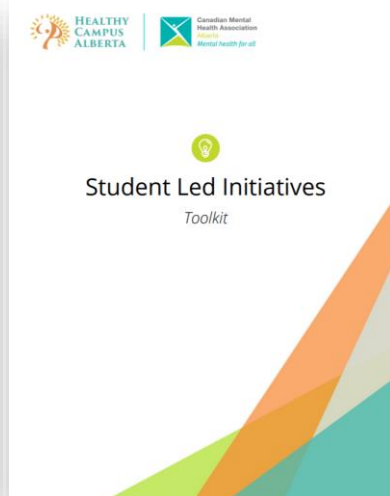 HEALTHY
CAMPUS
ALBERTA
Canadian Mental
Health Association
Alberta
Mental health for all
Student Led Initiatives
Toolkit